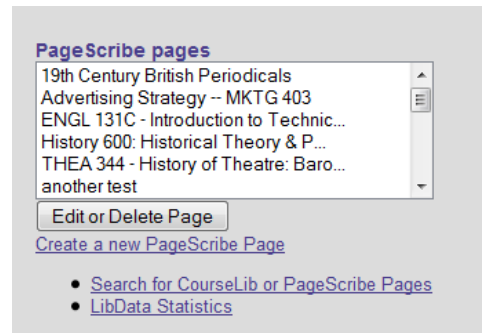 PageScribe pages
19th Century British Periodicals
Advertising Strategy -- MKTG 403
ENGL 131C - Introduction to Technic...
History 600: Historical Theory & P...
THEA 344 - History of Theatre: Baro...
another test
Edit or Delete Page
Create a new PageScribe Page
Search for CourseLib or PageScribe Pages
LibData Statistics